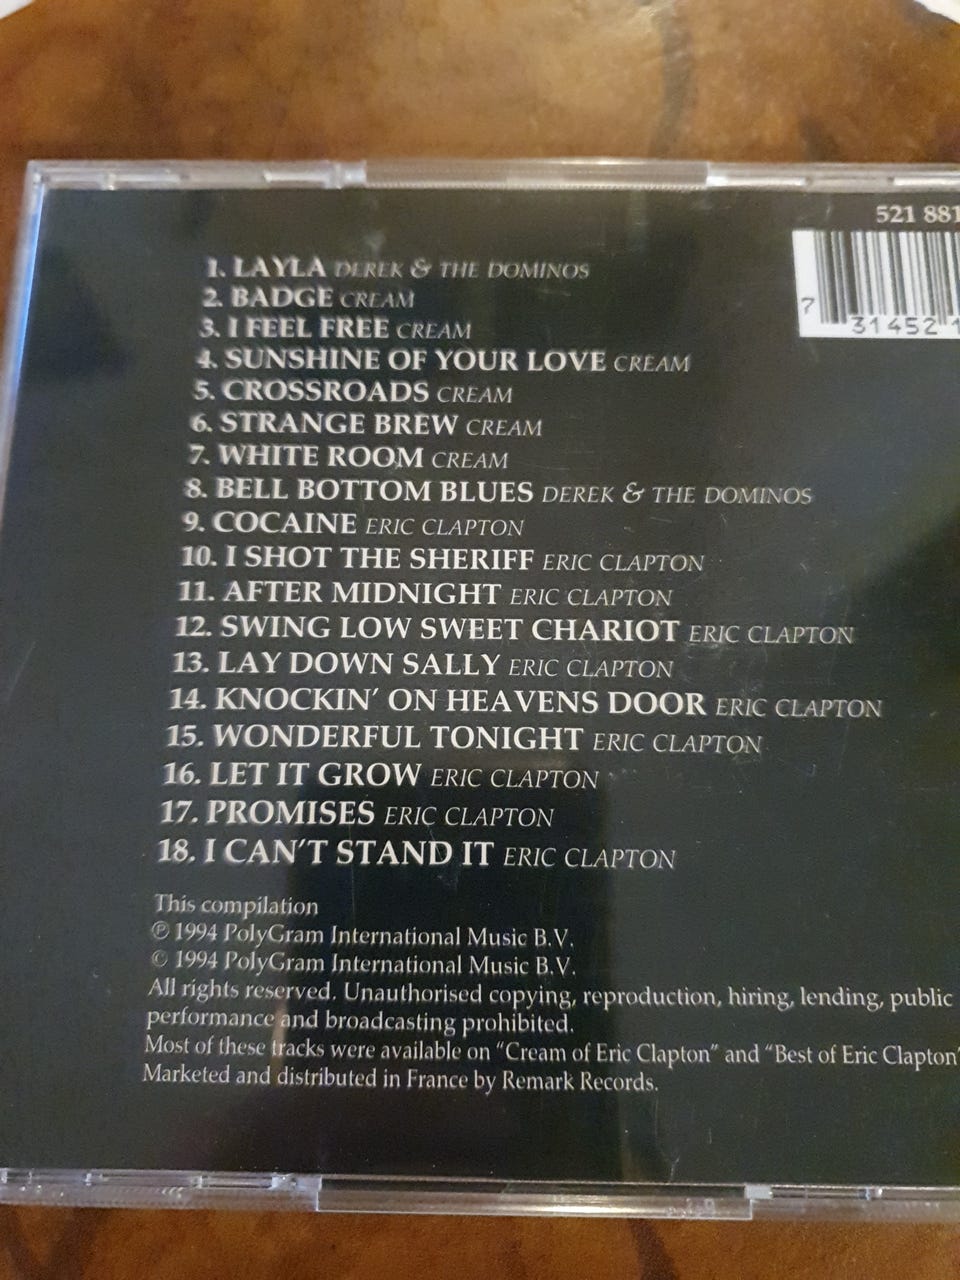 521 881
7 31452 1
1. LAYLA DEREK & THE DOMINOS
2. BADGE CREAM
3. I FEEL FREE CREAM
4. SUNSHINE OF YOUR LOVE CREAM
5. CROSSROADS CREAM
6. STRANGE BREW CREAM
7. WHITE ROOM CREAM
8. BELL BOTTOM BLUES DEREK & THE DOMINOS
9. COCAINE ERIC CLAPTON
10. I SHOT THE SHERIFF ERIC CLAPTON
11. AFTER MIDNIGHT ERIC CLAPTON
12. SWING LOW SWEET CHARIOT ERIC CLAPTON
13. LAY DOWN SALLY ERIC CLAPTON
14. KNOCKIN' ON HEAVENS DOOR ERIC CLAPTON
15. WONDERFUL TONIGHT ERIC CLAPTON
16. LET IT GROW ERIC CLAPTON
17. PROMISES ERIC CLAPTON
18. I CAN'T STAND IT ERIC CLAPTON
This compilation
℗ 1994 PolyGram International Music B.V.
© 1994 PolyGram International Music B.V.
All rights reserved. Unauthorised copying, reproduction, hiring, lending, public
performance and broadcasting prohibited.
Most of these tracks were available on "Cream of Eric Clapton" and "Best of Eric Clapton"
Marketed and distributed in France by Remark Records.